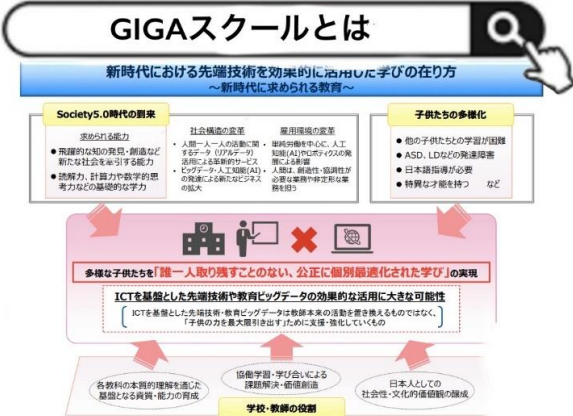 GIGAスクールとは
新時代における先端技術を効果的に活用した学びの在り方
～新時代に求められる教育～
Society5.0時代の到来
求められる能力
● 飛躍的な知の発見・創造など
新たな社会を牽引する能力
● 読解力、計算力や数学的思
考力などの基礎的な学力
社会構造の変革
・ 人間一人一人の活動に関
するデータ（リアルデータ）
活用による革新的サービス
・ ビッグデータ・人工知能(AI)
の発達による新たなビジネス
の拡大
雇用環境の変革
・ 単純労働を中心に、人工
知能(AI)やロボティクスの発
展による影響
・ 人間は、創造性・協調性が
必要な業務や非定形な業
務を担う
子供たちの多様化
● 他の子供たちとの学習が困難
● ASD、LDなどの発達障害
● 日本語指導が必要
● 特異な才能を持つ など
多様な子供たちを「誰一人取り残すことのない、公正に個別最適化された学び」の実現
ICTを基盤とした先端技術や教育ビッグデータの効果的な活用に大きな可能性
ICTを基盤とした先端技術・教育ビッグデータは教師本来の活動を置き換えるものではなく、
「子供の力を最大限引き出す」ために支援・強化していくもの
各教科の本質的理解を通じた
基盤となる資質・能力の育成
協働学習・学び合いによる
課題解決・価値創造
日本人としての
社会性・文化的価値観の醸成
学校・教師の役割